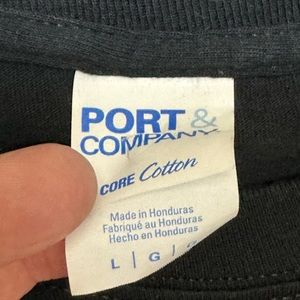 PORT &
COMPANY
CORE Cotton
Made in Honduras
Fabriqué au Honduras
Hecho en Honduras
L | G |